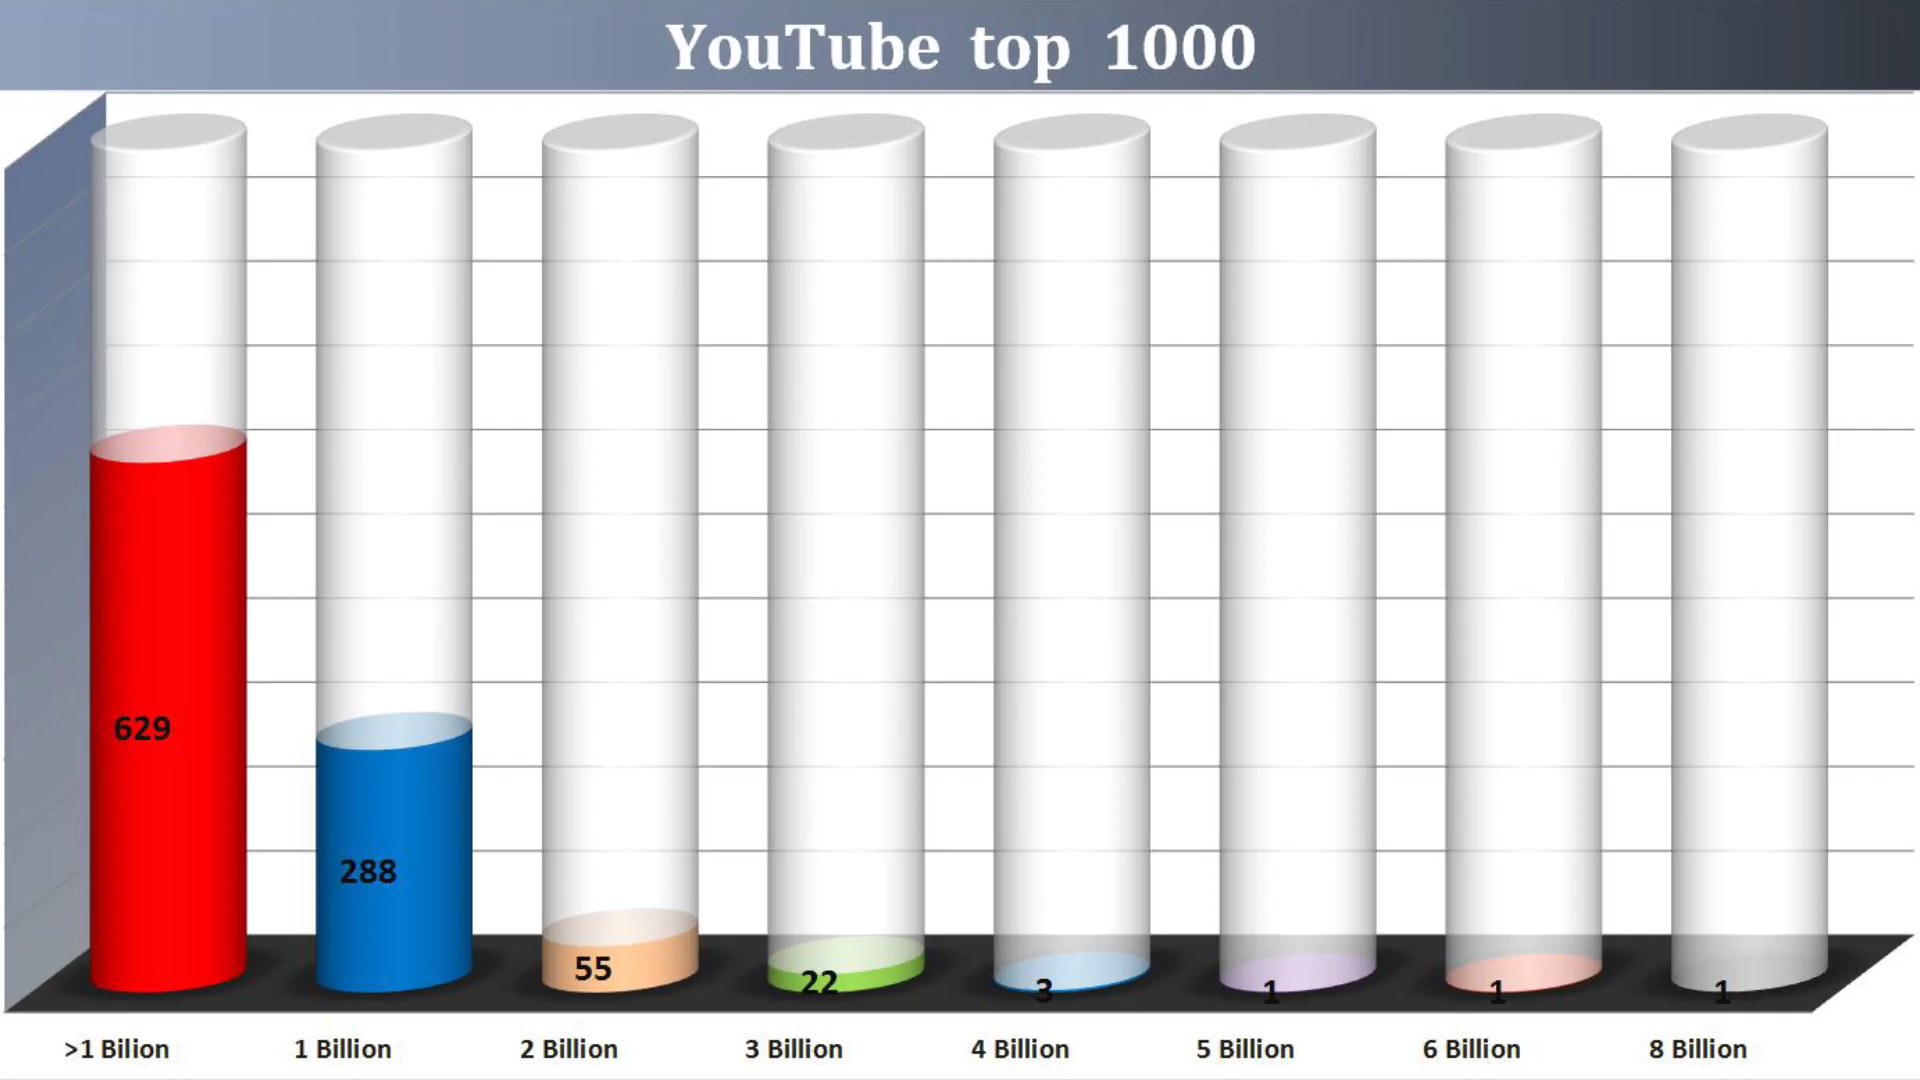 YouTube top 1000
629
288
55
22
3
1
1
1
>1 Bilion
1 Billion
2 Billion
3 Billion
4 Billion
5 Billion
6 Billion
8 Billion